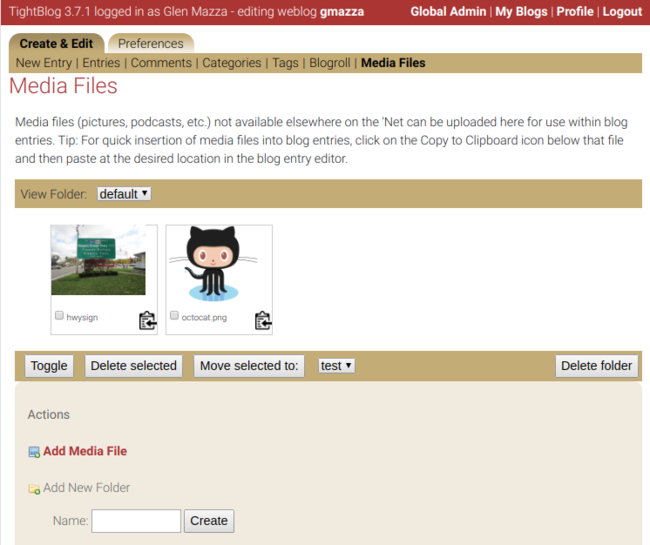 TightBlog 3.7.1 logged in as Glen Mazza - editing weblog gmazza
Global Admin | My Blogs | Profile | Logout
Create & Edit
Preferences
New Entry | Entries | Comments | Categories | Tags | Blogroll | Media Files
Media Files
Media files (pictures, podcasts, etc.) not available elsewhere on the 'Net can be uploaded here for use within blog
entries. Tip: For quick insertion of media files into blog entries, click on the Copy to Clipboard icon below that file
and then paste at the desired location in the blog entry editor.
View Folder: default
hwysign
octocat.png
Toggle
Delete selected
Move selected to:
test
Delete folder
Actions
Add Media File
Add New Folder
Name:
Create